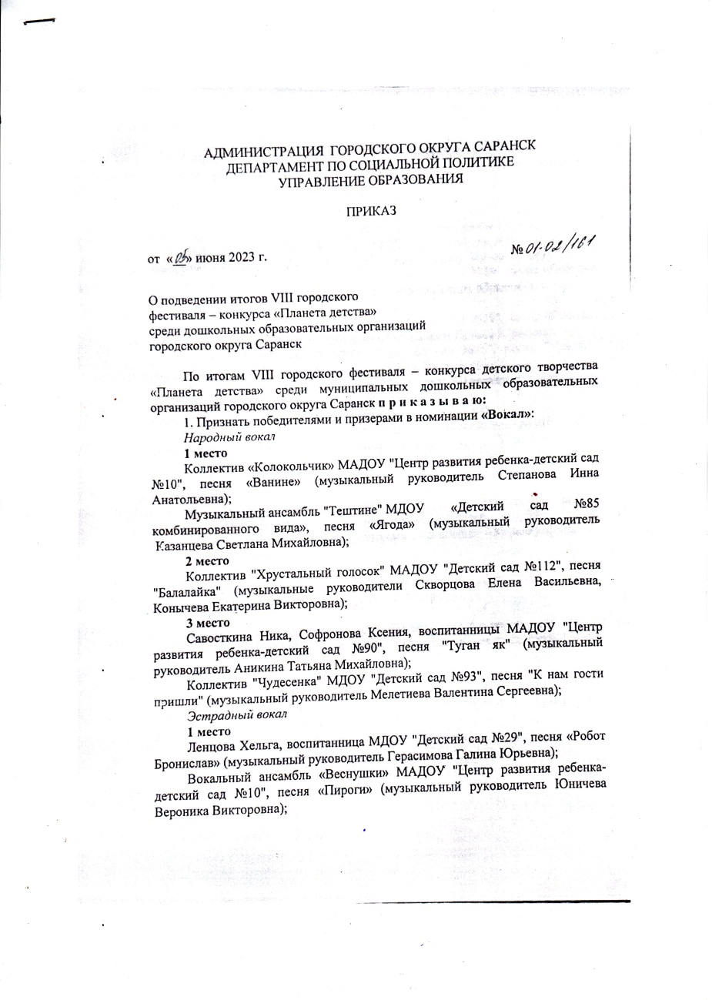 АДМИНИСТРАЦИЯ ГОРОДСКОГО ОКРУГА САРАНСК
ДЕПАРТАМЕНТ ПО СОЦИАЛЬНОЙ ПОЛИТИКЕ
УПРАВЛЕНИЕ ОБРАЗОВАНИЯ
ПРИКАЗ
от «05» июня 2023 г.
№ 01-02/161
О подведении итогов VIII городского
фестиваля – конкурса «Планета детства»
среди дошкольных образовательных организаций
городского округа Саранск
По итогам VIII городского фестиваля – конкурса детского творчества
«Планета детства» среди муниципальных дошкольных образовательных
организаций городского округа Саранск п р и к а з ы в а ю:
1. Признать победителями и призерами в номинации «Вокал»:
Народный вокал
1 место
Коллектив «Колокольчик» МАДОУ "Центр развития ребенка-детский сад
№10", песня «Ванине» (музыкальный руководитель Степанова Инна
Анатольевна);
Музыкальный ансамбль "Тештине" МДОУ «Детский сад №85
комбинированного вида», песня «Ягода» (музыкальный руководитель
Казанцева Светлана Михайловна);
2 место
Коллектив "Хрустальный голосок" МАДОУ "Детский сад №112", песня
"Балалайка" (музыкальные руководители Скворцова Елена Васильевна,
Конычева Екатерина Викторовна);
3 место
Савосткина Ника, Софронова Ксения, воспитанницы МАДОУ "Центр
развития ребенка-детский сад №90", песня "Туган як" (музыкальный
руководитель Аникина Татьяна Михайловна);
Коллектив "Чудесенка" МДОУ "Детский сад №93", песня "К нам гости
пришли" (музыкальный руководитель Мелетиева Валентина Сергеевна);
Эстрадный вокал
1 место
Ленцова Хельга, воспитанница МДОУ "Детский сад №29", песня «Робот
Бронислав» (музыкальный руководитель Герасимова Галина Юрьевна);
Вокальный ансамбль «Веснушки» МАДОУ "Центр развития ребенка-
детский сад №10", песня «Пироги» (музыкальный руководитель Юничева
Вероника Викторовна);